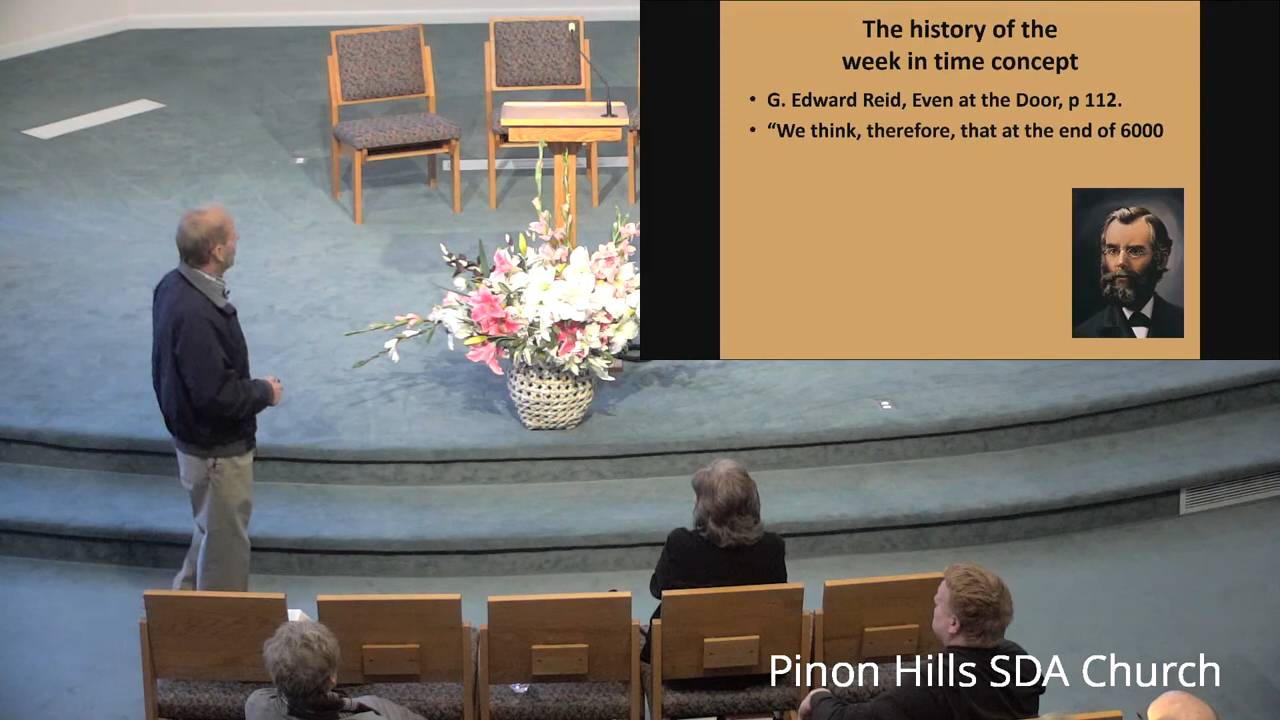 The history of the
week in time concept
• G. Edward Reid, Even at the Door, p 112.
• “We think, therefore, that at the end of 6000
Pinon Hills SDA Church